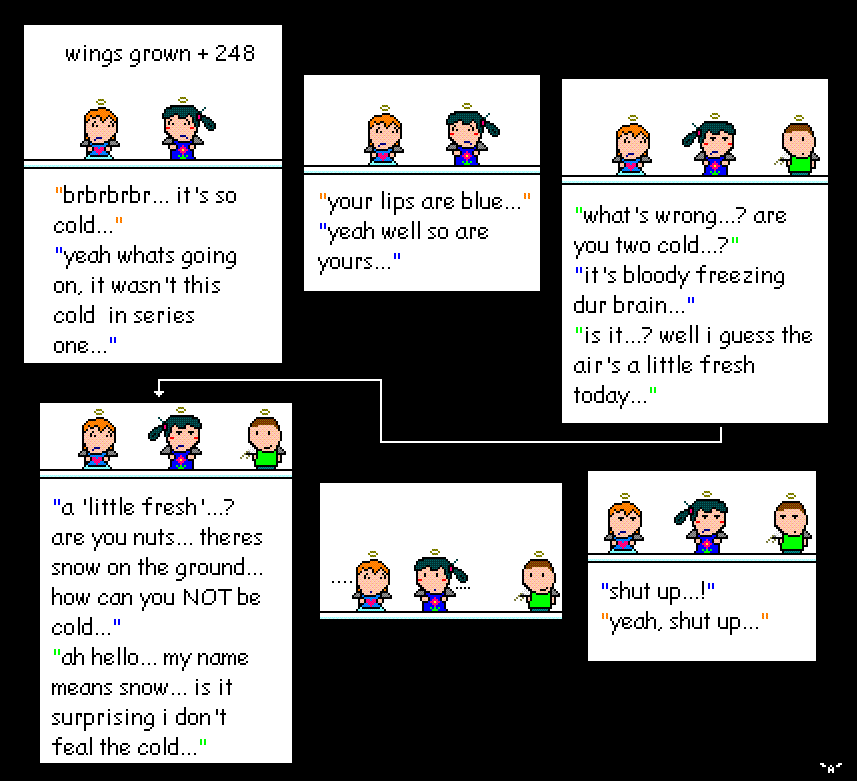 wings grown + 248
"brbrbrbr... it's so
cold..."
"yeah whats going
on, it wasn't this
cold in series
one..."
"your lips are blue..."
"yeah well so are
yours..."
"what's wrong...? are
you two cold...?"
"it's bloody freezing
dur brain..."
"is it...? well i guess the
air's a little fresh
today..."
"a 'little fresh'...?
are you nuts... theres
snow on the ground...
how can you NOT be
cold..."
"ah hello... my name
means snow... is it
surprising i don't
feal the cold..."
....
....
"shut up...!"
"yeah, shut up..."
"A"